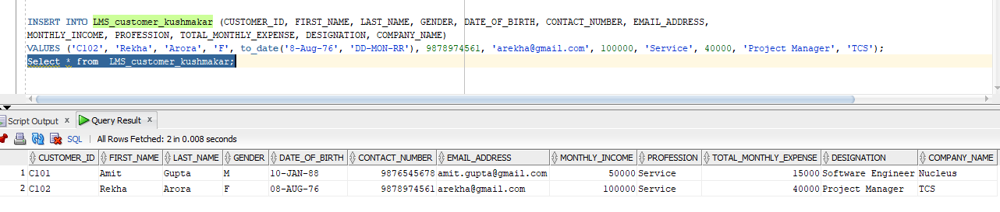 INSERT INTO LMS_customer_kushmakar (CUSTOMER_ID, FIRST_NAME, LAST_NAME, GENDER, DATE_OF_BIRTH, CONTACT_NUMBER, EMAIL_ADDRESS,
MONTHLY_INCOME, PROFESSION, TOTAL_MONTHLY_EXPENSE, DESIGNATION, COMPANY_NAME)
VALUES ('C102', 'Rekha', 'Arora', 'F', to_date('8-Aug-76', 'DD-MON-RR'), 9878974561, 'arekha@gmail.com', 100000, 'Service', 40000, 'Project Manager', 'TCS');
Select * from  LMS_customer_kushmakar;
Script Output x Query Result x
SQL | All Rows Fetched: 2 in 0.008 seconds
CUSTOMER_ID FIRST_NAME LAST_NAME GENDER DATE_OF_BIRTH CONTACT_NUMBER EMAIL_ADDRESS MONTHLY_INCOME PROFESSION TOTAL_MONTHLY_EXPENSE DESIGNATION COMPANY_NAME
1 C101 Amit Gupta M 10-JAN-88 9876545678 amit.gupta@gmail.com 50000 Service 15000 Software Engineer Nucleus
2 C102 Rekha Arora F 08-AUG-76 9878974561 arekha@gmail.com 100000 Service 40000 Project Manager TCS